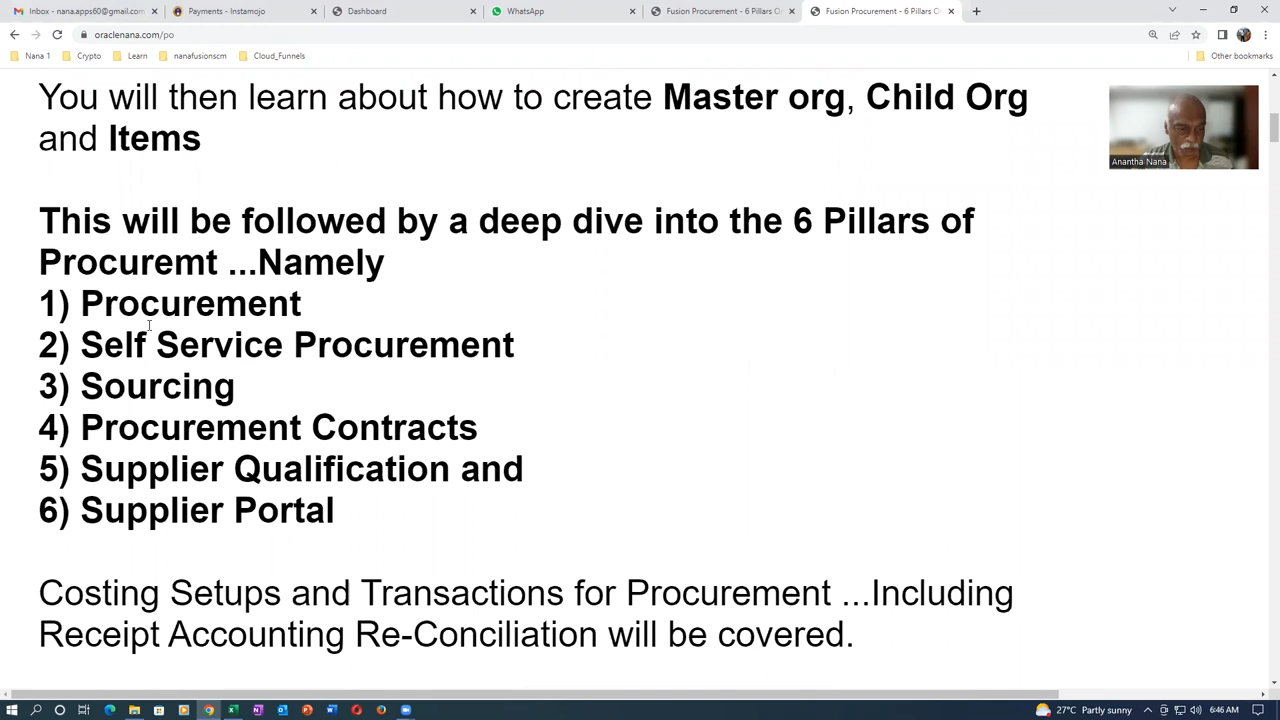 Inbox - nana.apps60@gmail.com
Payments - Instamojo
Dashboard
WhatsApp
Fusion Procurement - 6 Pillars O
Fusion Procurement - 6 Pillars O
oraclenana.com/po
Nana 1
Crypto
Learn
nanafusionscm
Cloud_Funnels
Other bookmarks
You will then learn about how to create Master org, Child Org
and Items
Anantha Nana
This will be followed by a deep dive into the 6 Pillars of
Procuremt ...Namely
1) Procurement
2) Self Service Procurement
3) Sourcing
4) Procurement Contracts
5) Supplier Qualification and
6) Supplier Portal
Costing Setups and Transactions for Procurement ...Including
Receipt Accounting Re-Conciliation will be covered.
27°C Partly sunny
6:46 AM